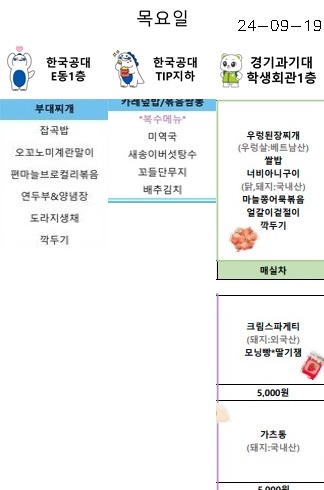 목요일
24-09-19
한국공대
E동1층
부대찌개
잡곡밥
오꼬노미계란말이
편마늘브로컬리볶음
연두부&양념장
도라지생채
깍두기
한국공대
TIP지하
카레덮밥/볶음짬뽕
*복수메뉴*
미역국
새송이버섯탕수
꼬들단무지
배추김치
경기과기대
학생회관1층
우렁된장찌개
(우렁살:베트남산)
쌀밥
너비아니구이
(닭,돼지:국내산)
마늘쫑어묵볶음
얼갈이겉절이
깍두기
매실차
크림스파게티
(돼지:외국산)
모닝빵*딸기잼
5,000원
가츠동
(돼지:국내산)
5,000원